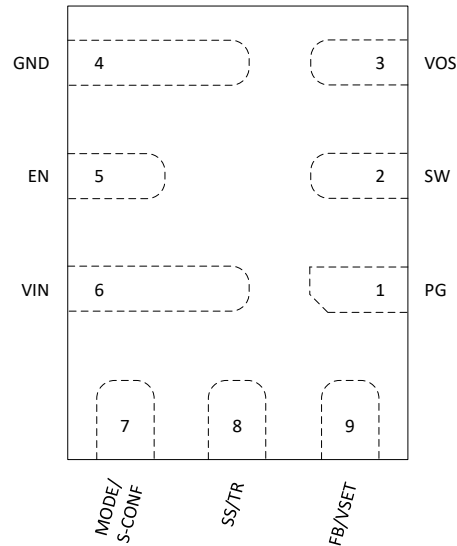 GND 4 3 VOS
EN 5 2 SW
VIN 6 1 PG
7 8 9
MODE/
S-CONF
SS/TR
FB/VSET